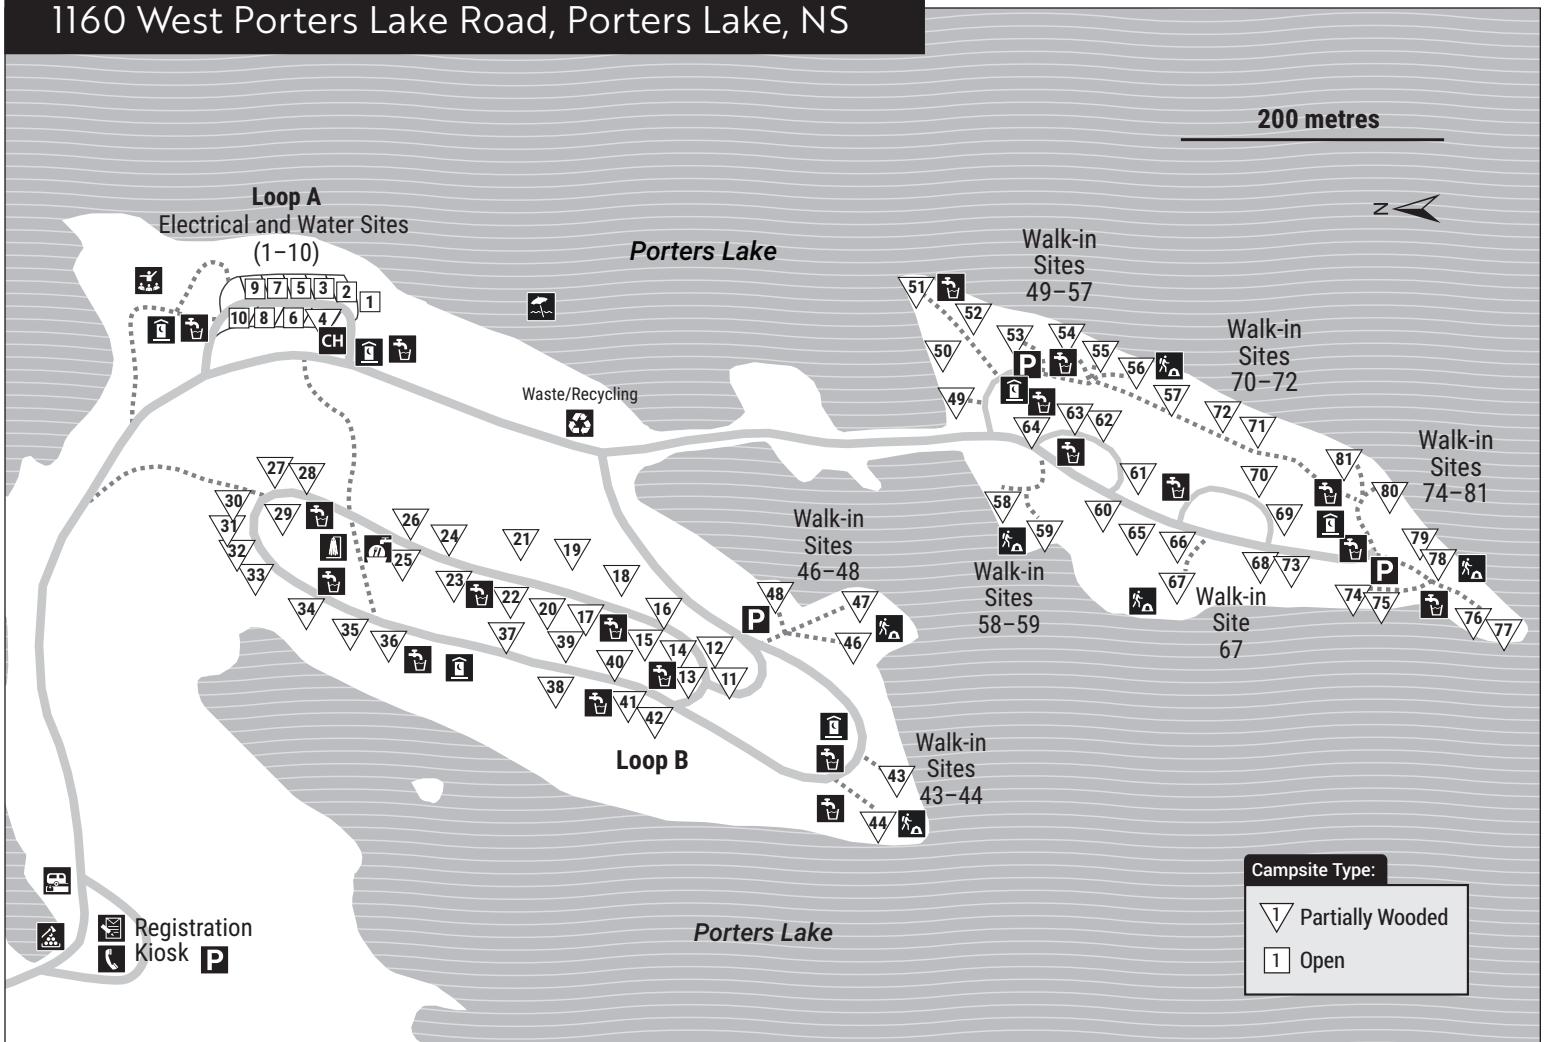 1160 West Porters Lake Road, Porters Lake, NS
200 metres
N
Loop A
Electrical and Water Sites
(1–10)
9 7 5 3 2 1
10 8 6 4
CH
Porters Lake
Waste/Recycling
Walk-in
Sites
49–57
51
52
53 54
50 55
56
P
49 57
63 62
64
Walk-in
Sites
70–72
72
71
Walk-in
Sites
74–81
81
80
70
61
69
58
59
60
65
66
68 73
67
79
78
P
74 75
76
77
Walk-in
Sites
58–59
Walk-in
Site
67
27 28
30
29
31
32
33
26
24
25
21
19
23
18
22
20
17
16
34
35
36
37
39
15
14
12
40
13
11
38
41
42
Loop B
Walk-in
Sites
46–48
48
47
P
46
Walk-in
Sites
43–44
43
44
Registration
Kiosk
P
Porters Lake
Campsite Type:
1 Partially Wooded
1 Open